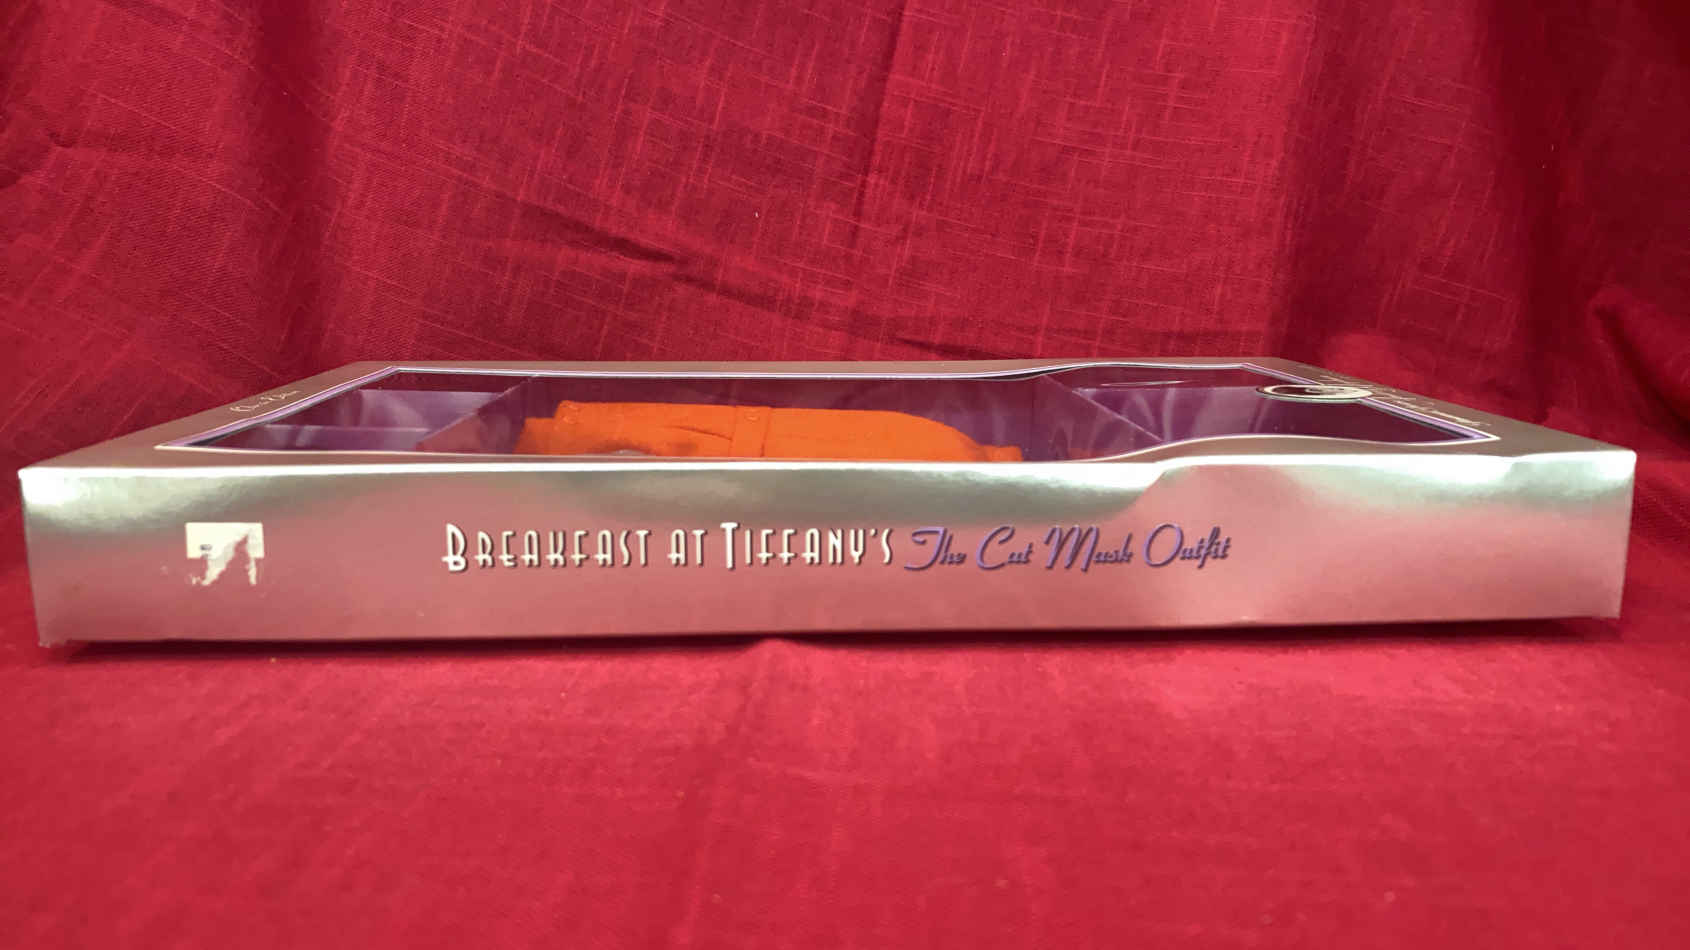 BREAKFAST AT TIFFANY'S The Cat Mask Outfit